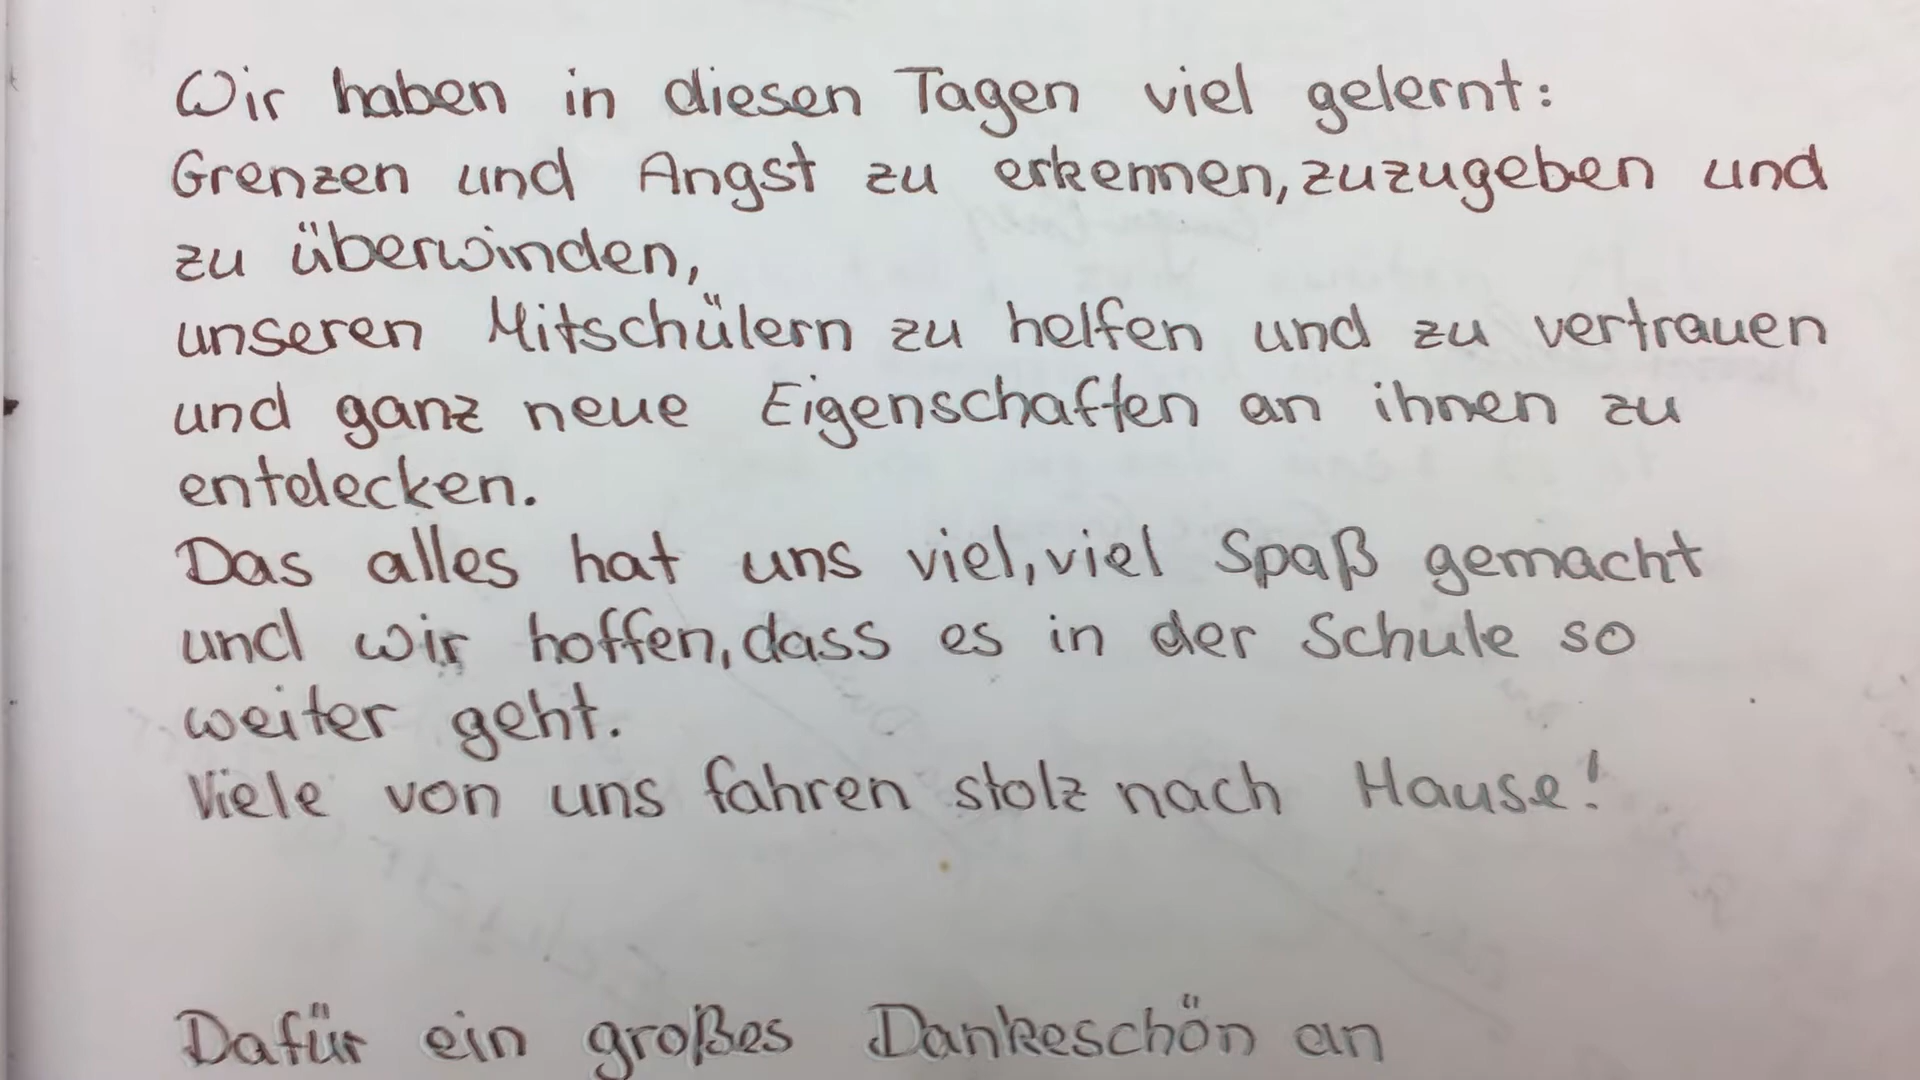 Wir haben in diesen Tagen viel gelernt:
Grenzen und Angst zu erkennen, zuzugeben und
zu überwinden,
unseren Mitschülern zu helfen und zu vertrauen
und ganz neue Eigenschaften an ihnen zu
entdecken.
Das alles hat uns viel, viel Spaß gemacht
und wir hoffen, dass es in der Schule so
weiter geht.
Viele von uns fahren stolz nach Hause!
Dafür ein großes Dankeschön an